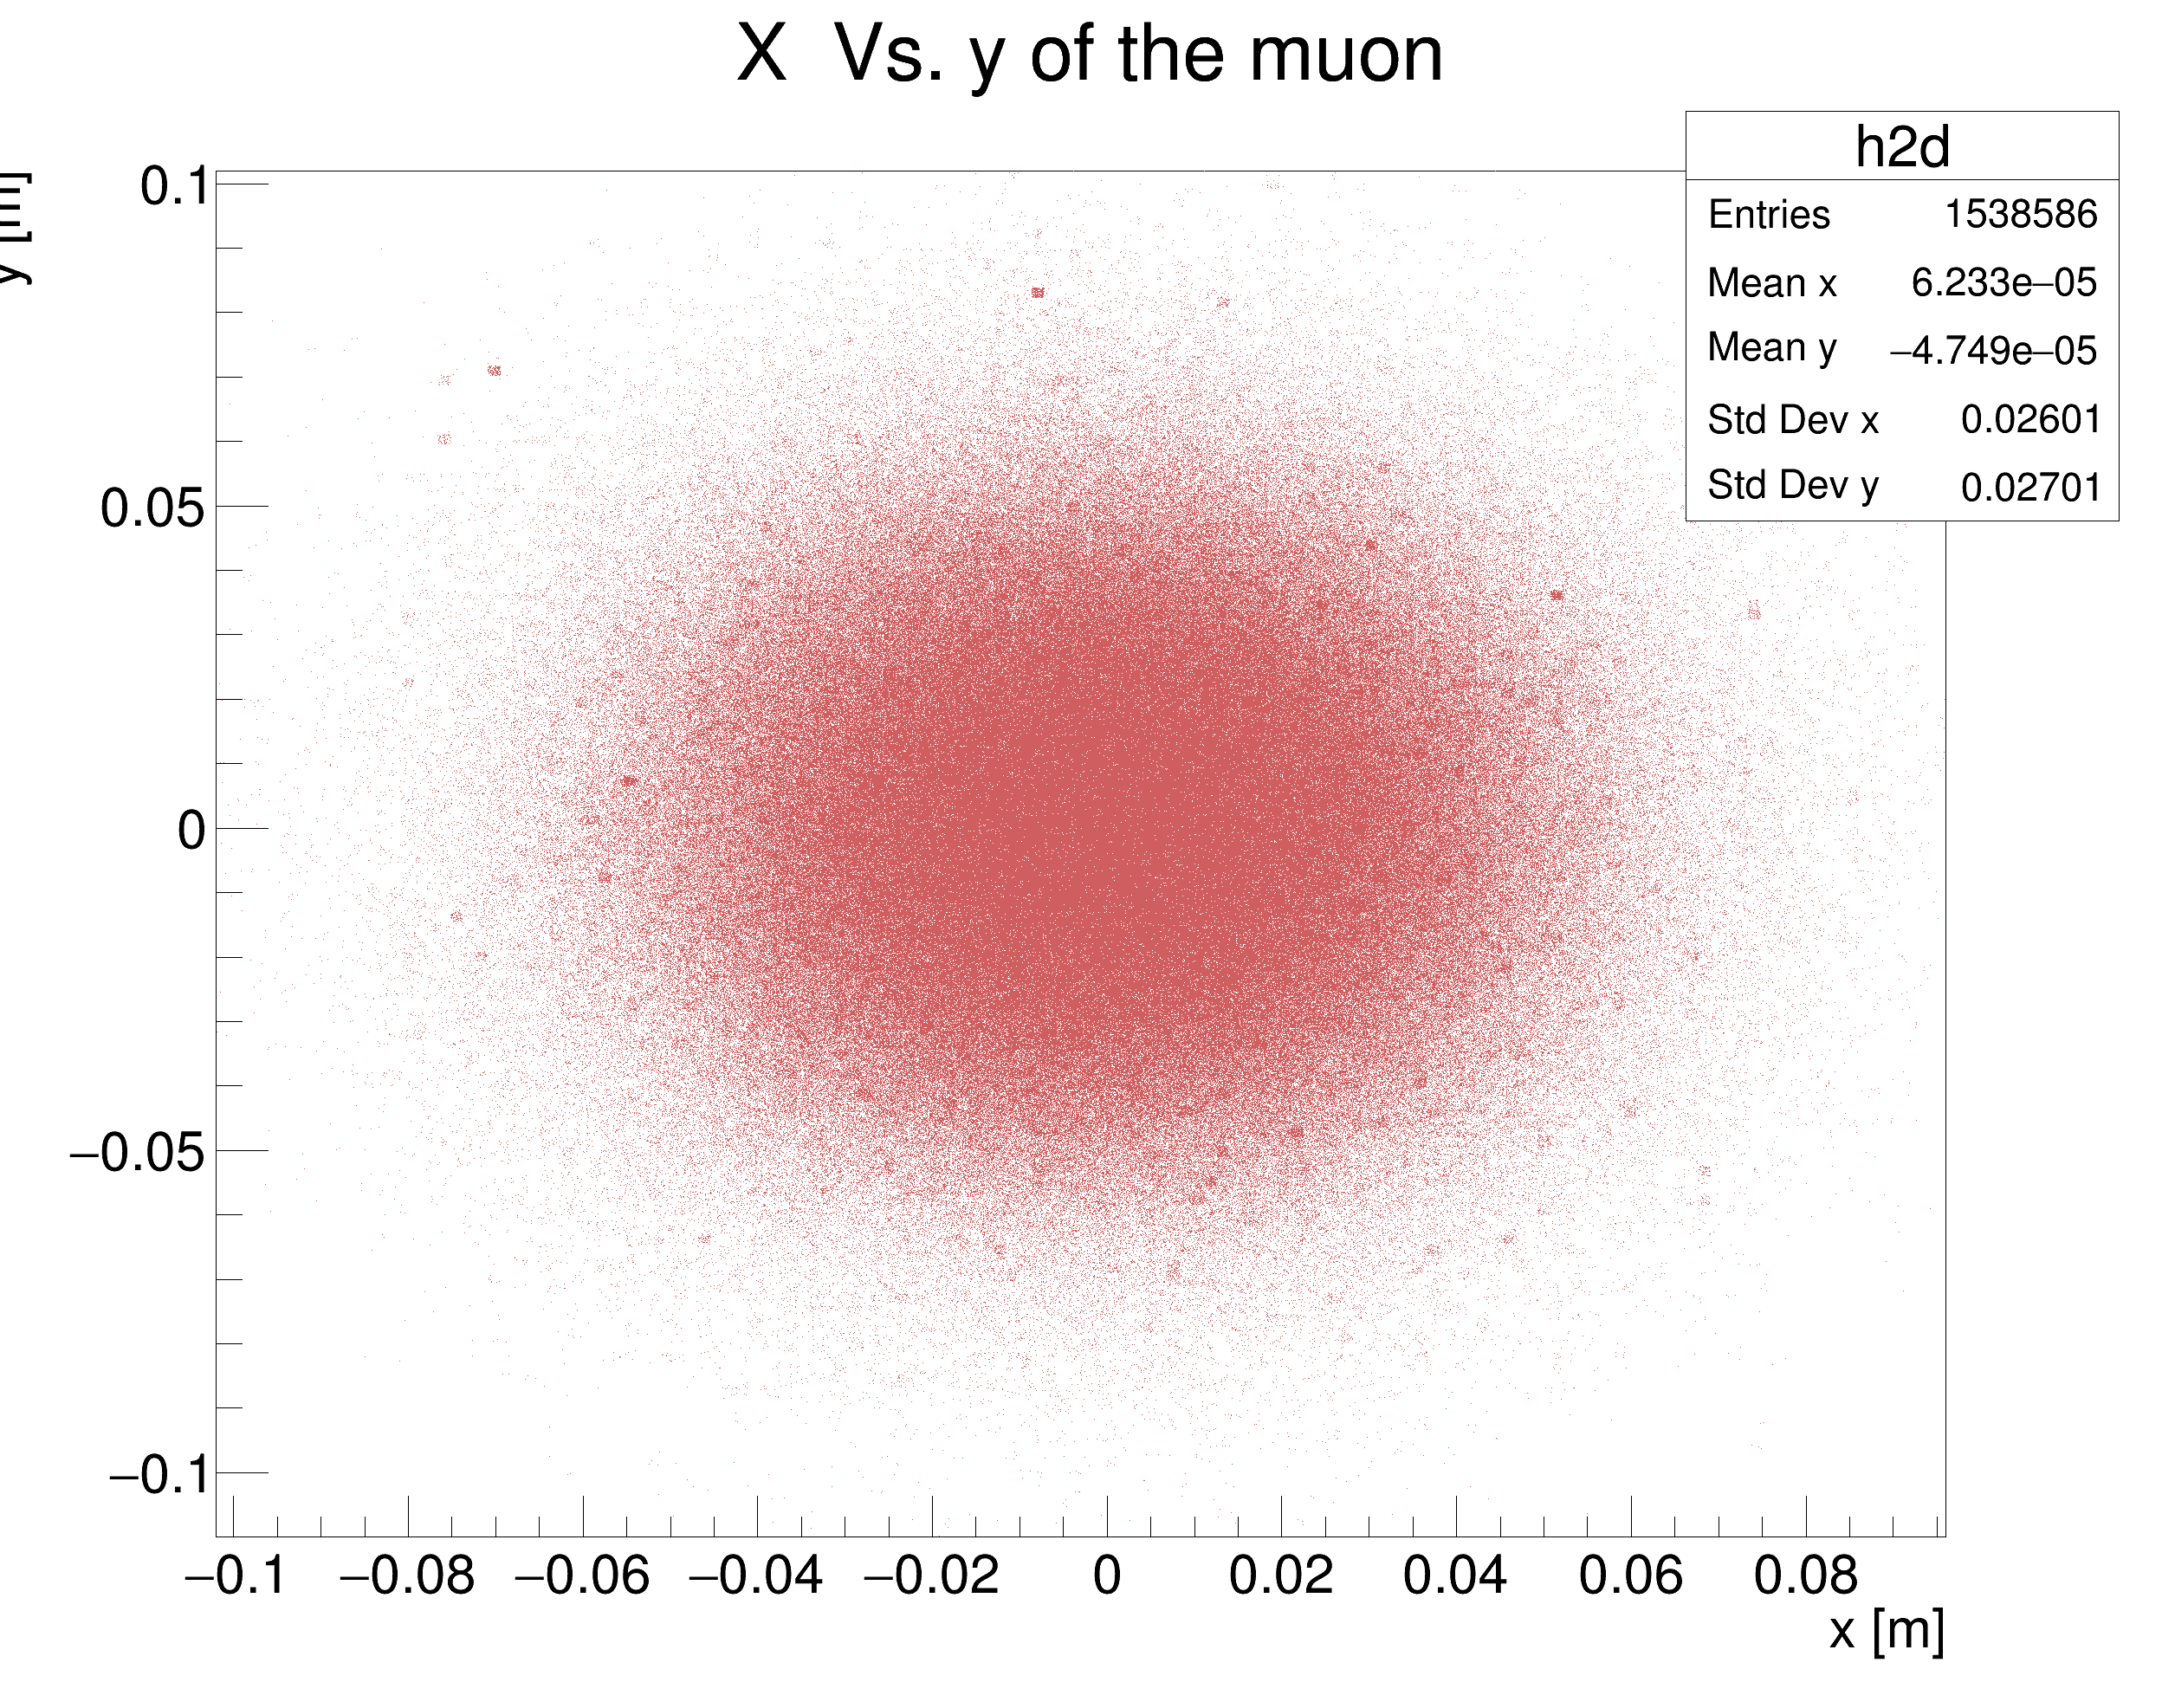 X  Vs. y of the muon
h2d
Entries 1538586
Mean x 6.233e−05
Mean y −4.749e−05
Std Dev x 0.02601
Std Dev y 0.02701
y [m]
0.1
0.05
0
−0.05
−0.1
−0.1 −0.08 −0.06 −0.04 −0.02 0 0.02 0.04 0.06 0.08
x [m]